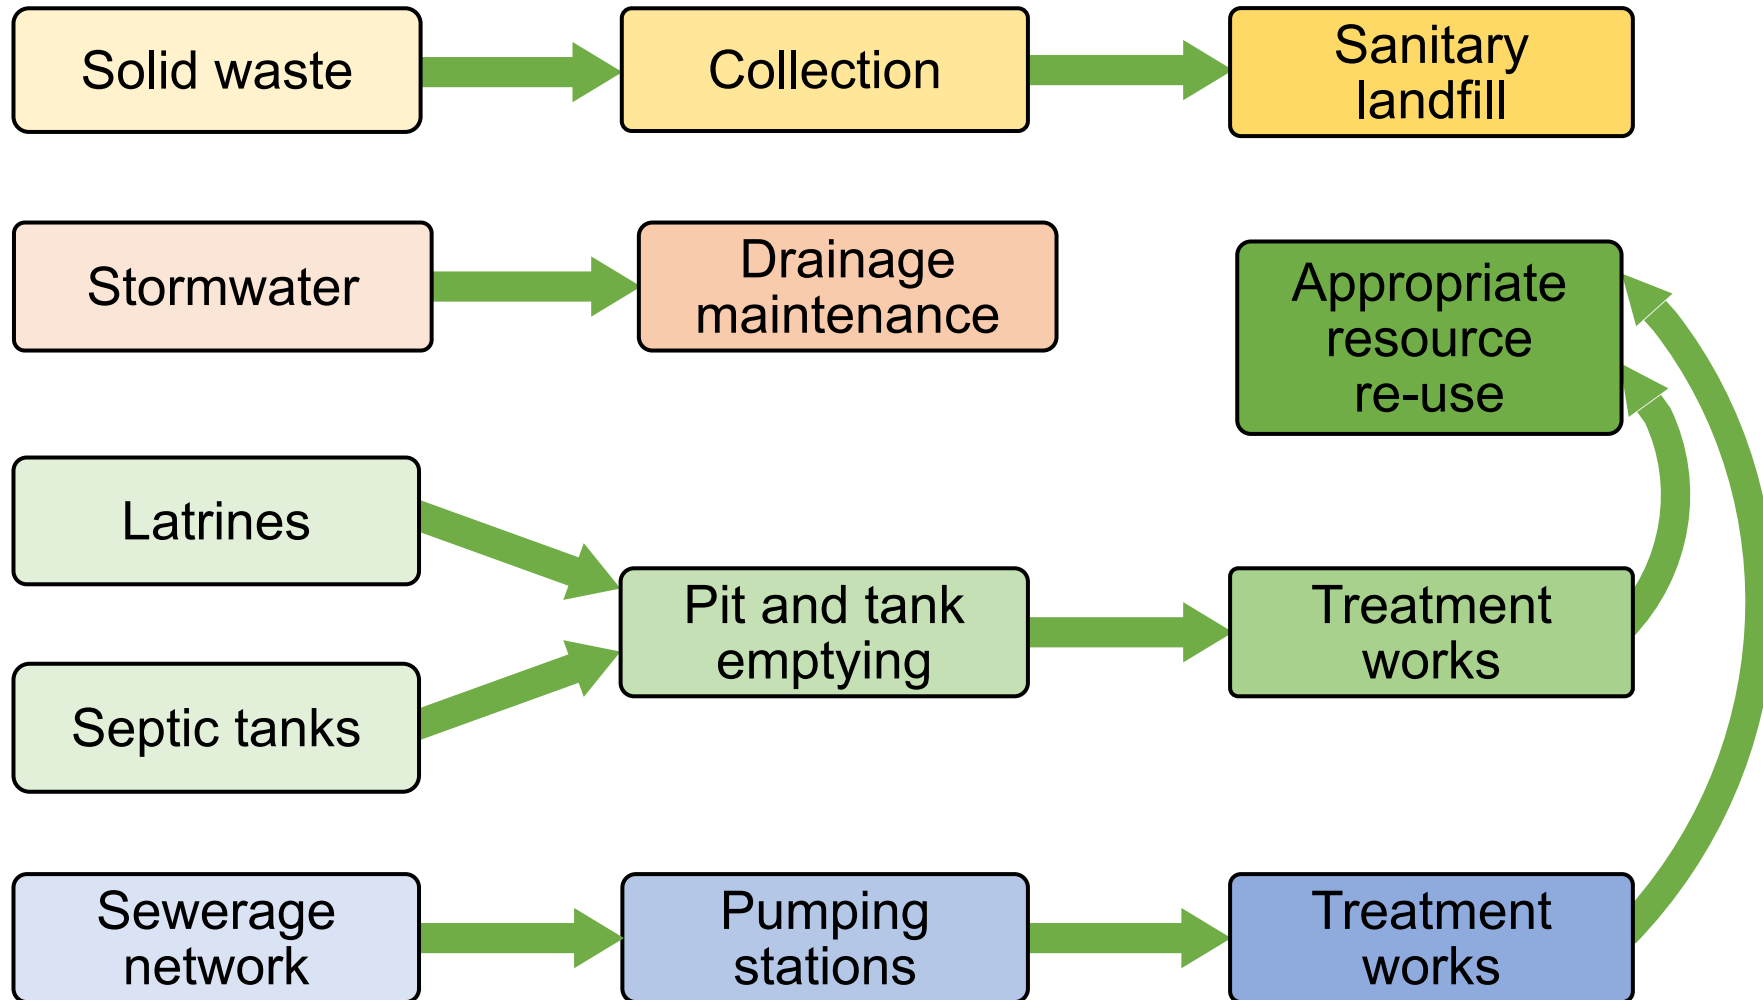 Solid waste
Collection
Sanitary
landfill
Stormwater
Drainage
maintenance
Appropriate
resource
re-use
Latrines
Septic tanks
Pit and tank
emptying
Treatment
works
Sewerage
network
Pumping
stations
Treatment
works